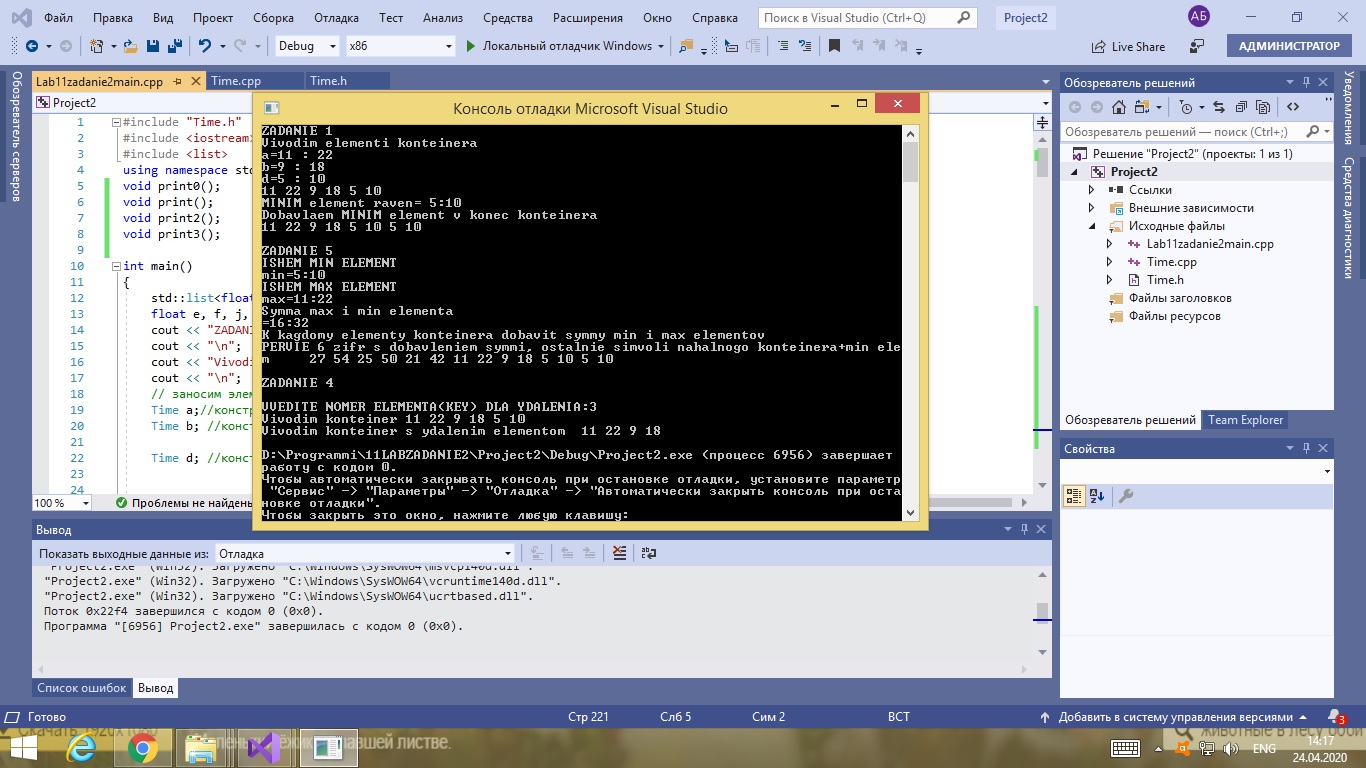 Файл Правка Вид Проект Сборка Отладка Тест Анализ Средства Расширения Окно Справка Поиск в Visual Studio (Ctrl+Q) Project2 АБ
Debug x86 Локальный отладчик Windows Live Share АДМИНИСТРАТОР
Обозреватель серверов
Lab11zadanie2main.cpp Time.cpp Time.h
Project2
1 #include "Time.h"
2 #include <iostream>
3 #include <list>
4 using namespace std
5 void print0();
6 void print();
7 void print2();
8 void print3();
9
10 int main()
11 {
12 std::list<float
13 float e, f, j,
14 cout << "ZADANI
15 cout << "\n";
16 cout << "Vivodi
17 cout << "\n";
18 // заносим элем
19 Time a;//констр
20 Time b; //конст
21
22 Time d; //конст
23
24
100 % Проблемы не найдены
Консоль отладки Microsoft Visual Studio
ZADANIE 1
Vivodim elementi konteinera
a=11 : 22
b=9 : 18
d=5 : 10
11 22 9 18 5 10
MINIM element raven= 5:10
Dobavlaem MINIM element v konec konteinera
11 22 9 18 5 10 5 10
ZADANIE 5
ISHEM MIN ELEMENT
min=5:10
ISHEM MAX ELEMENT
max=11:22
Symma max i min elementa
=16:32
K kagdomy elementy konteinera dobavit symmy min i max elementov
PERVIE 6 zifr s dobavleniem symmi, ostalnie simvoli nahalnogo konteinera+min ele
m 27 54 25 50 21 42 11 22 9 18 5 10 5 10
ZADANIE 4
VVEDITE NOMER ELEMENTA(KEY) DLA YDALENIA:3
Vivodim konteiner 11 22 9 18 5 10
Vivodim konteiner s ydalenim elementom 11 22 9 18
D:\Programmi\11LABZADANIE2\Project2\Debug\Project2.exe (процесс 6956) завершает
работу с кодом 0.
Чтобы автоматически закрывать консоль при остановке отладки, установите параметр
"Сервис" -> "Параметры" -> "Отладка" -> "Автоматически закрыть консоль при оста
новке отладки".
Чтобы закрыть это окно, нажмите любую клавишу:
Обозреватель решений
Обозреватель решений — поиск (Ctrl+;)
Решение "Project2" (проекты: 1 из 1)
Project2
Ссылки
Внешние зависимости
Исходные файлы
Lab11zadanie2main.cpp
Time.cpp
Time.h
Файлы заголовков
Файлы ресурсов
Обозреватель решений Team Explorer
Свойства
Уведомления
Средства диагностики
Вывод
Показать выходные данные из: Отладка
"Project2.exe" (Win32). Загружено "C:\Windows\SysWOW64\msvcp140d.dll".
"Project2.exe" (Win32). Загружено "C:\Windows\SysWOW64\vcruntime140d.dll".
"Project2.exe" (Win32). Загружено "C:\Windows\SysWOW64\ucrtbased.dll".
Поток 0x22f4 завершился с кодом 0 (0x0).
Программа "[6956] Project2.exe" завершилась с кодом 0 (0x0).
Список ошибок Вывод
Готово Стр 221 Слб 5 Сим 2 ВСТ Добавить в систему управления версиями 3
ENG 14:17
24.04.2020